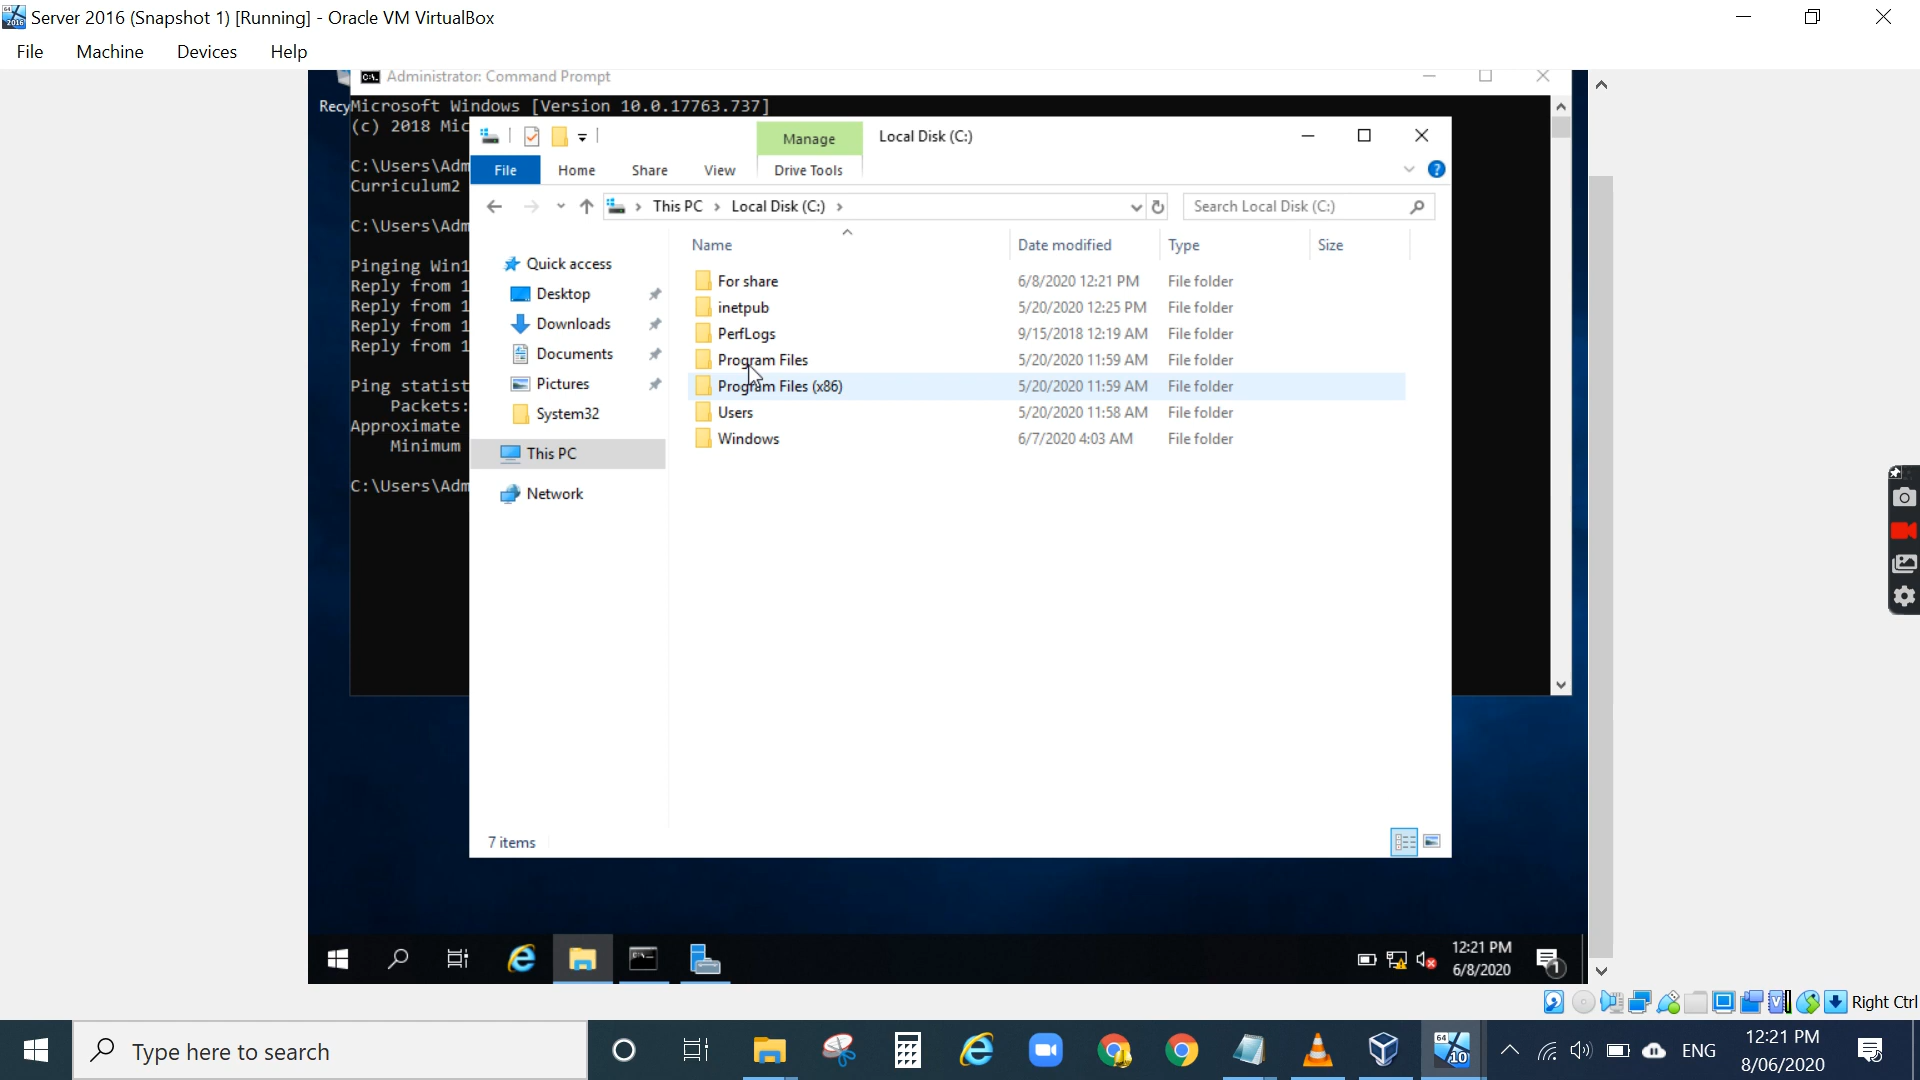 Server 2016 (Snapshot 1) [Running] - Oracle VM VirtualBox
File Machine Devices Help
Administrator: Command Prompt
Recy
Microsoft Windows [Version 10.0.17763.737]
(c) 2018 Mic
C:\Users\Adm
Curriculum2
C:\Users\Adm
Pinging Win1
Reply from 1
Reply from 1
Reply from 1
Reply from 1
Ping statist
Packets:
Approximate
Minimum
C:\Users\Adm
Manage Local Disk (C:)
File Home Share View Drive Tools
This PC Local Disk (C:)
Search Local Disk (C:)
Quick access
Desktop
Downloads
Documents
Pictures
System32
This PC
Network
Name Date modified Type Size
For share 6/8/2020 12:21 PM File folder
inetpub 5/20/2020 12:25 PM File folder
PerfLogs 9/15/2018 12:19 AM File folder
Program Files 5/20/2020 11:59 AM File folder
Program Files (x86) 5/20/2020 11:59 AM File folder
Users 5/20/2020 11:58 AM File folder
Windows 6/7/2020 4:03 AM File folder
7 items
12:21 PM
6/8/2020
1
Right Ctrl
Type here to search
64
10
ENG
12:21 PM
8/06/2020